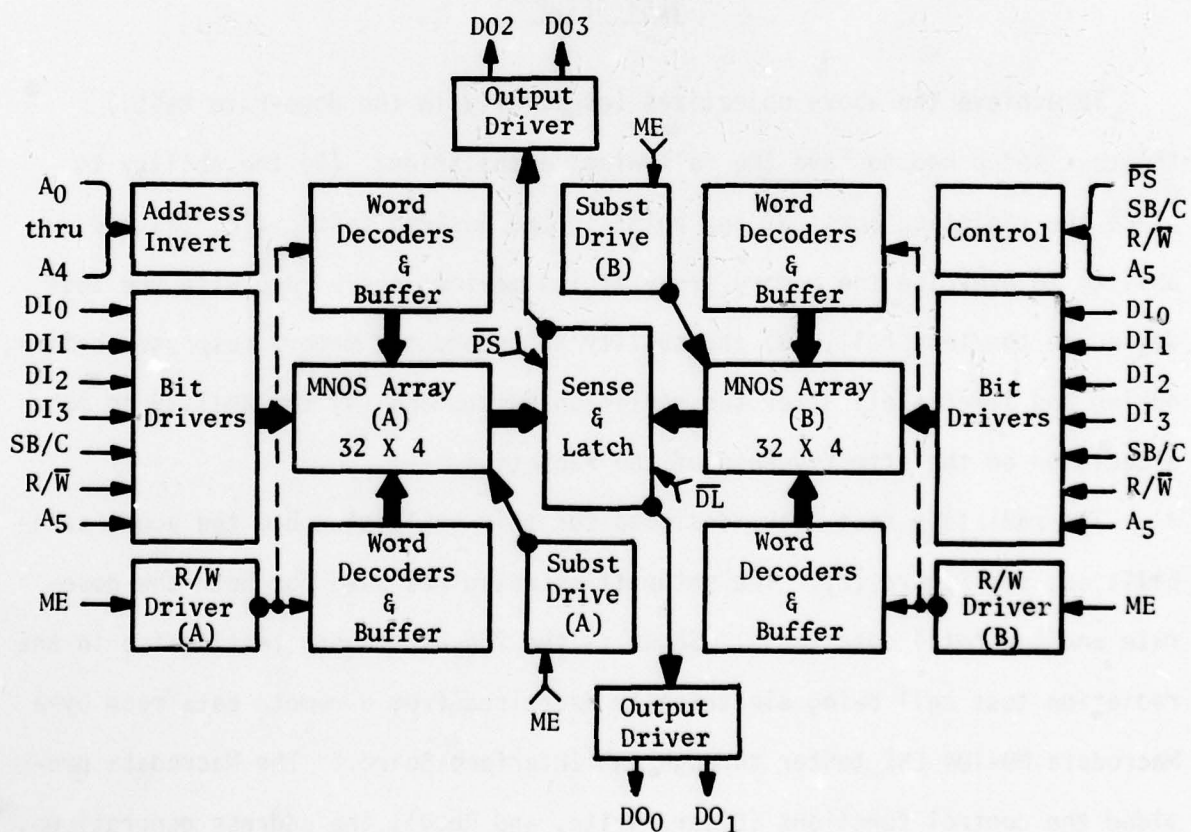 DO2 DO3
Output
Driver
ME
A₀
thru
A₄
Address
Invert
Word
Decoders
&
Buffer
Subst
Drive
(B)
Word
Decoders
&
Buffer
Control
P̅S̅
SB/C
R/W̅
A₅
DI₀
DI₁
DI₂
DI₃
SB/C
R/W̅
A₅
Bit
Drivers
MNOS Array
(A)
32 X 4
P̅S̅
Sense
&
Latch
D̅L̅
MNOS Array
(B)
32 X 4
Bit
Drivers
DI₀
DI₁
DI₂
DI₃
SB/C
R/W̅
A₅
ME
R/W
Driver
(A)
Word
Decoders
&
Buffer
Subst
Drive
(A)
ME
Word
Decoders
&
Buffer
R/W
Driver
(B)
ME
Output
Driver
DO₀ DO₁